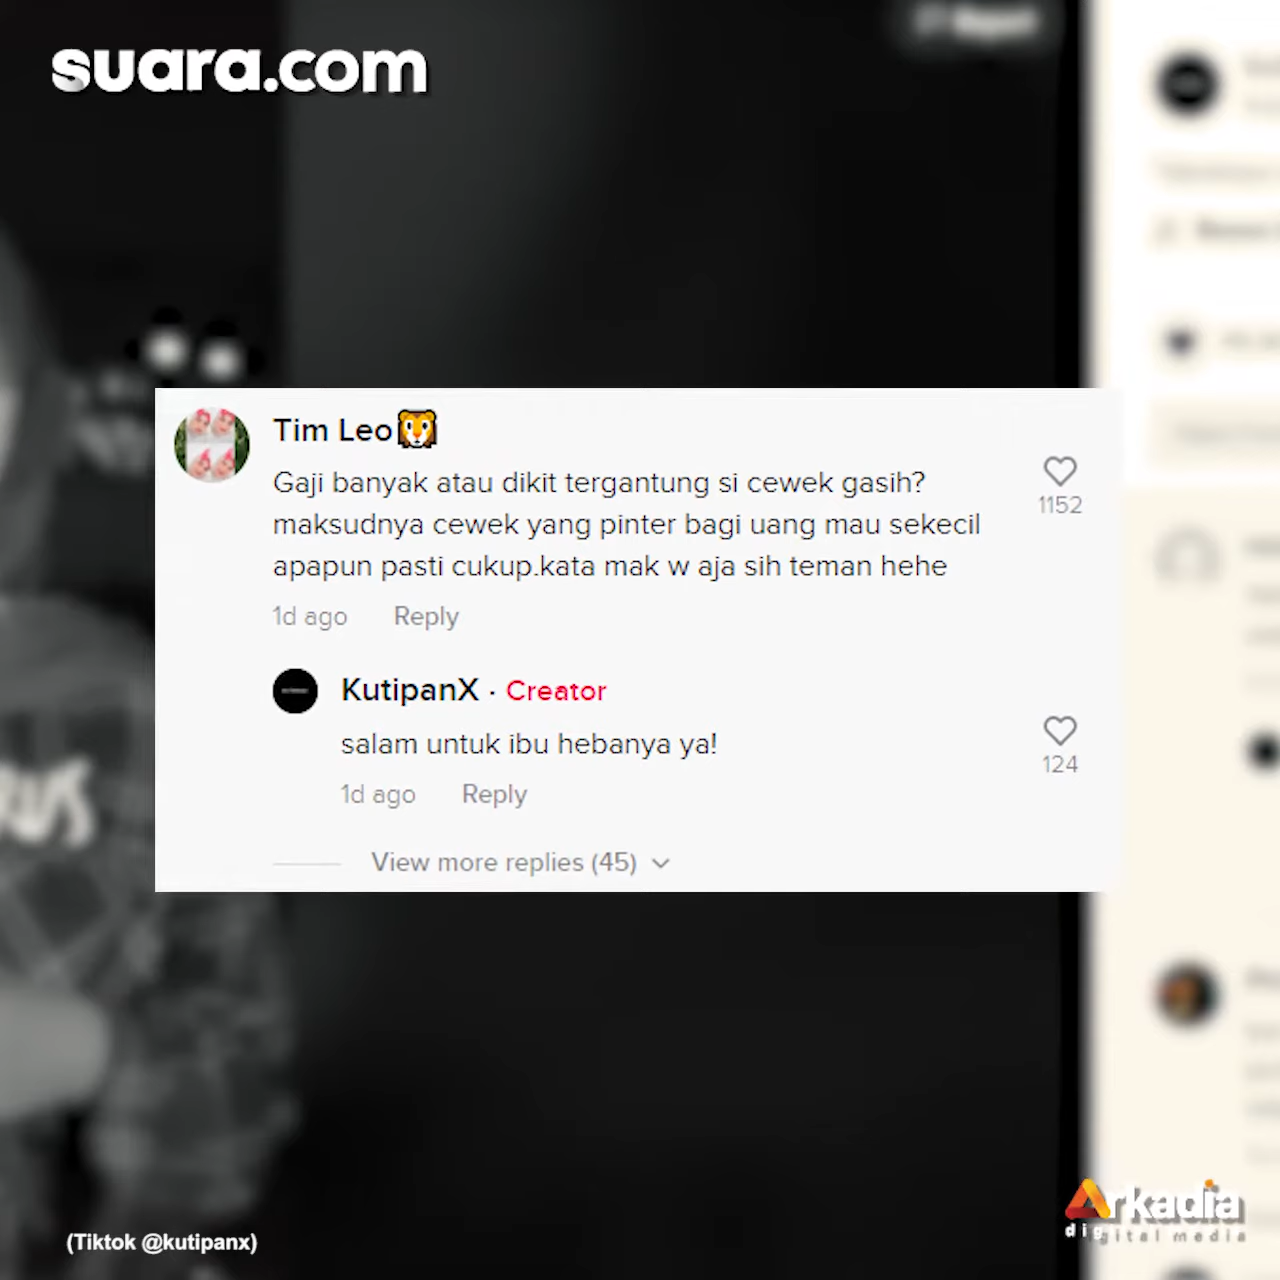 suara.com
Tim Leo🐯
Gaji banyak atau dikit tergantung si cewek gasih?
maksudnya cewek yang pinter bagi uang mau sekecil
apapun pasti cukup.kata mak w aja sih teman hehe
1152
1d ago Reply
KutipanX · Creator
salam untuk ibu hebanya ya!
124
1d ago Reply
View more replies (45)
(Tiktok @kutipanx)
Arkadia
digital media